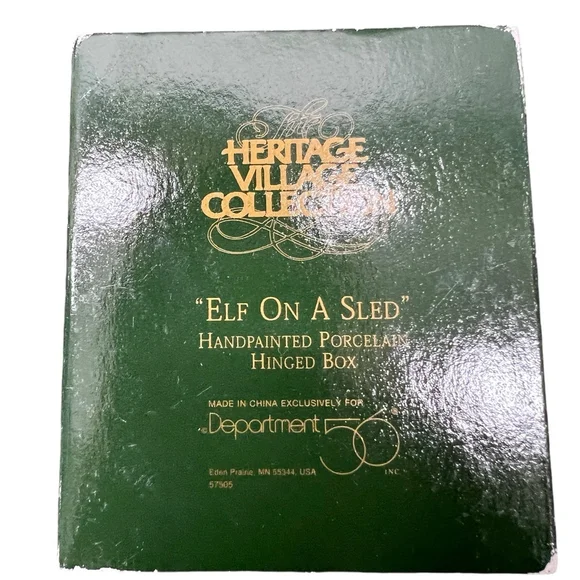 The
HERITAGE
VILLAGE
COLLECTION
"ELF ON A SLED"
HANDPAINTED PORCELAIN
HINGED BOX
MADE IN CHINA EXCLUSIVELY FOR
©Department 56®
Eden Prairie, MN 55344, USA INC.
57505